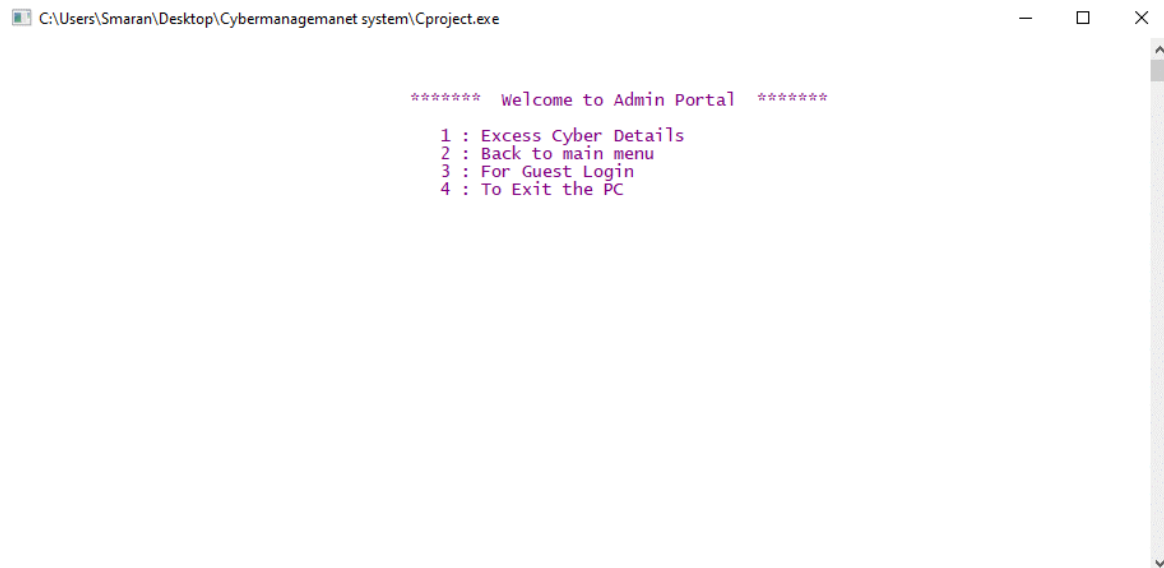 C:\Users\Smaran\Desktop\Cybermanagemanet system\Cproject.exe
******* Welcome to Admin Portal *******
1 : Excess Cyber Details
2 : Back to main menu
3 : For Guest Login
4 : To Exit the PC